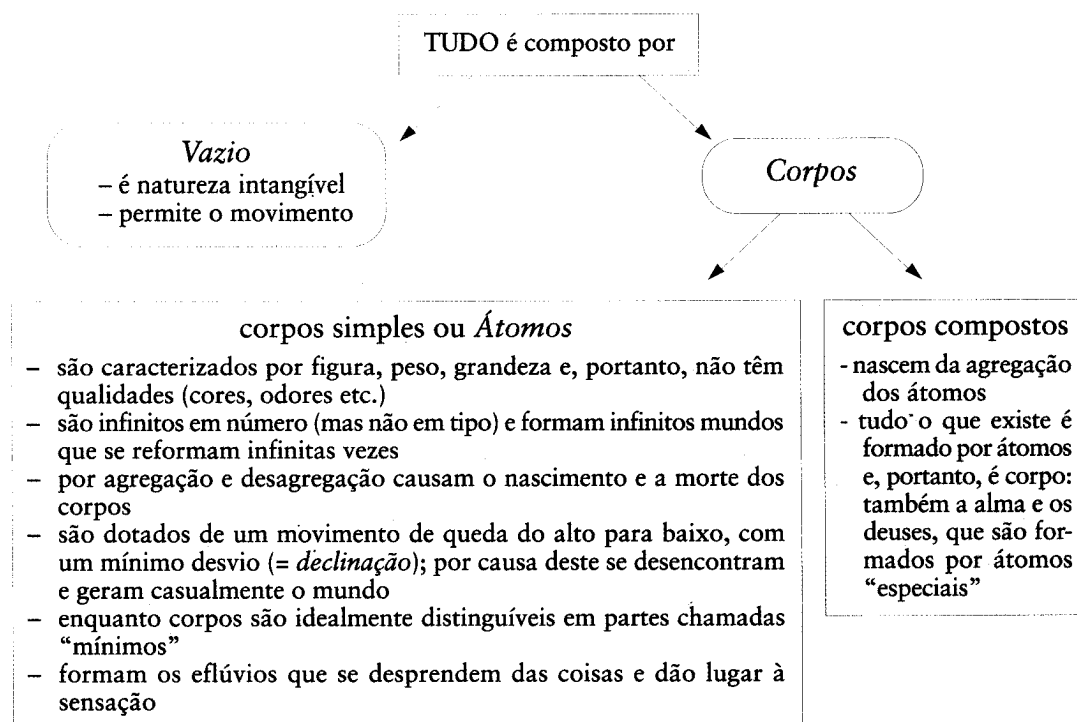 TUDO é composto por
Vazio
– é natureza intangível
– permite o movimento
Corpos
corpos simples ou Átomos
– são caracterizados por figura, peso, grandeza e, portanto, não têm
qualidades (cores, odores etc.)
– são infinitos em número (mas não em tipo) e formam infinitos mundos
que se reformam infinitas vezes
– por agregação e desagregação causam o nascimento e a morte dos
corpos
– são dotados de um movimento de queda do alto para baixo, com
um mínimo desvio (= declinação); por causa deste se desencontram
e geram casualmente o mundo
– enquanto corpos são idealmente distinguíveis em partes chamadas
“mínimos”
– formam os eflúvios que se desprendem das coisas e dão lugar à
sensação
corpos compostos
- nascem da agregação
dos átomos
- tudo o que existe é
formado por átomos
e, portanto, é corpo:
também a alma e os
deuses, que são for-
mados por átomos
“especiais”